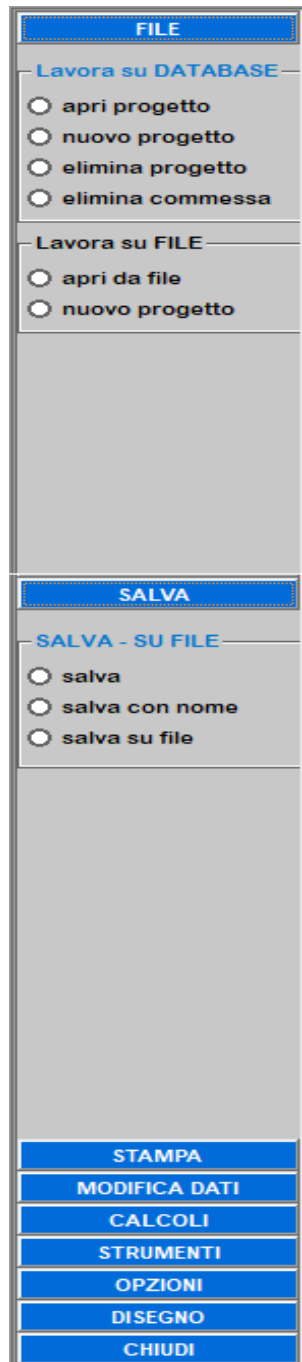 FILE
Lavora su DATABASE
apri progetto
nuovo progetto
elimina progetto
elimina commessa
Lavora su FILE
apri da file
nuovo progetto
SALVA
SALVA - SU FILE
salva
salva con nome
salva su file
STAMPA
MODIFICA DATI
CALCOLI
STRUMENTI
OPZIONI
DISEGNO
CHIUDI